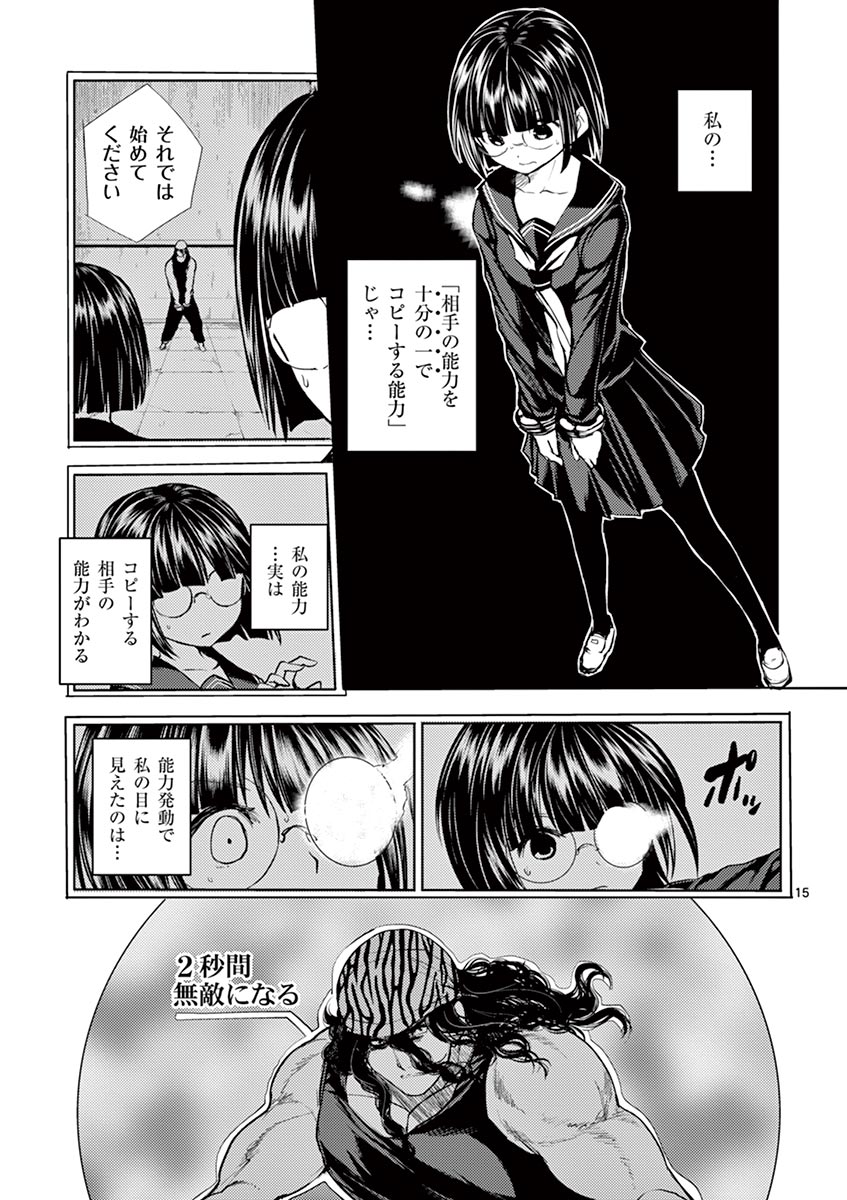 私の…
「相手の能力を
十分の一で
コピーする能力」
じゃ…
それでは
始めて
ください
私の能力
…実は
コピーする
相手の
能力がわかる
ポッ
能力発動で
私の目に
見えたのは…
15
2秒間
無敵になる